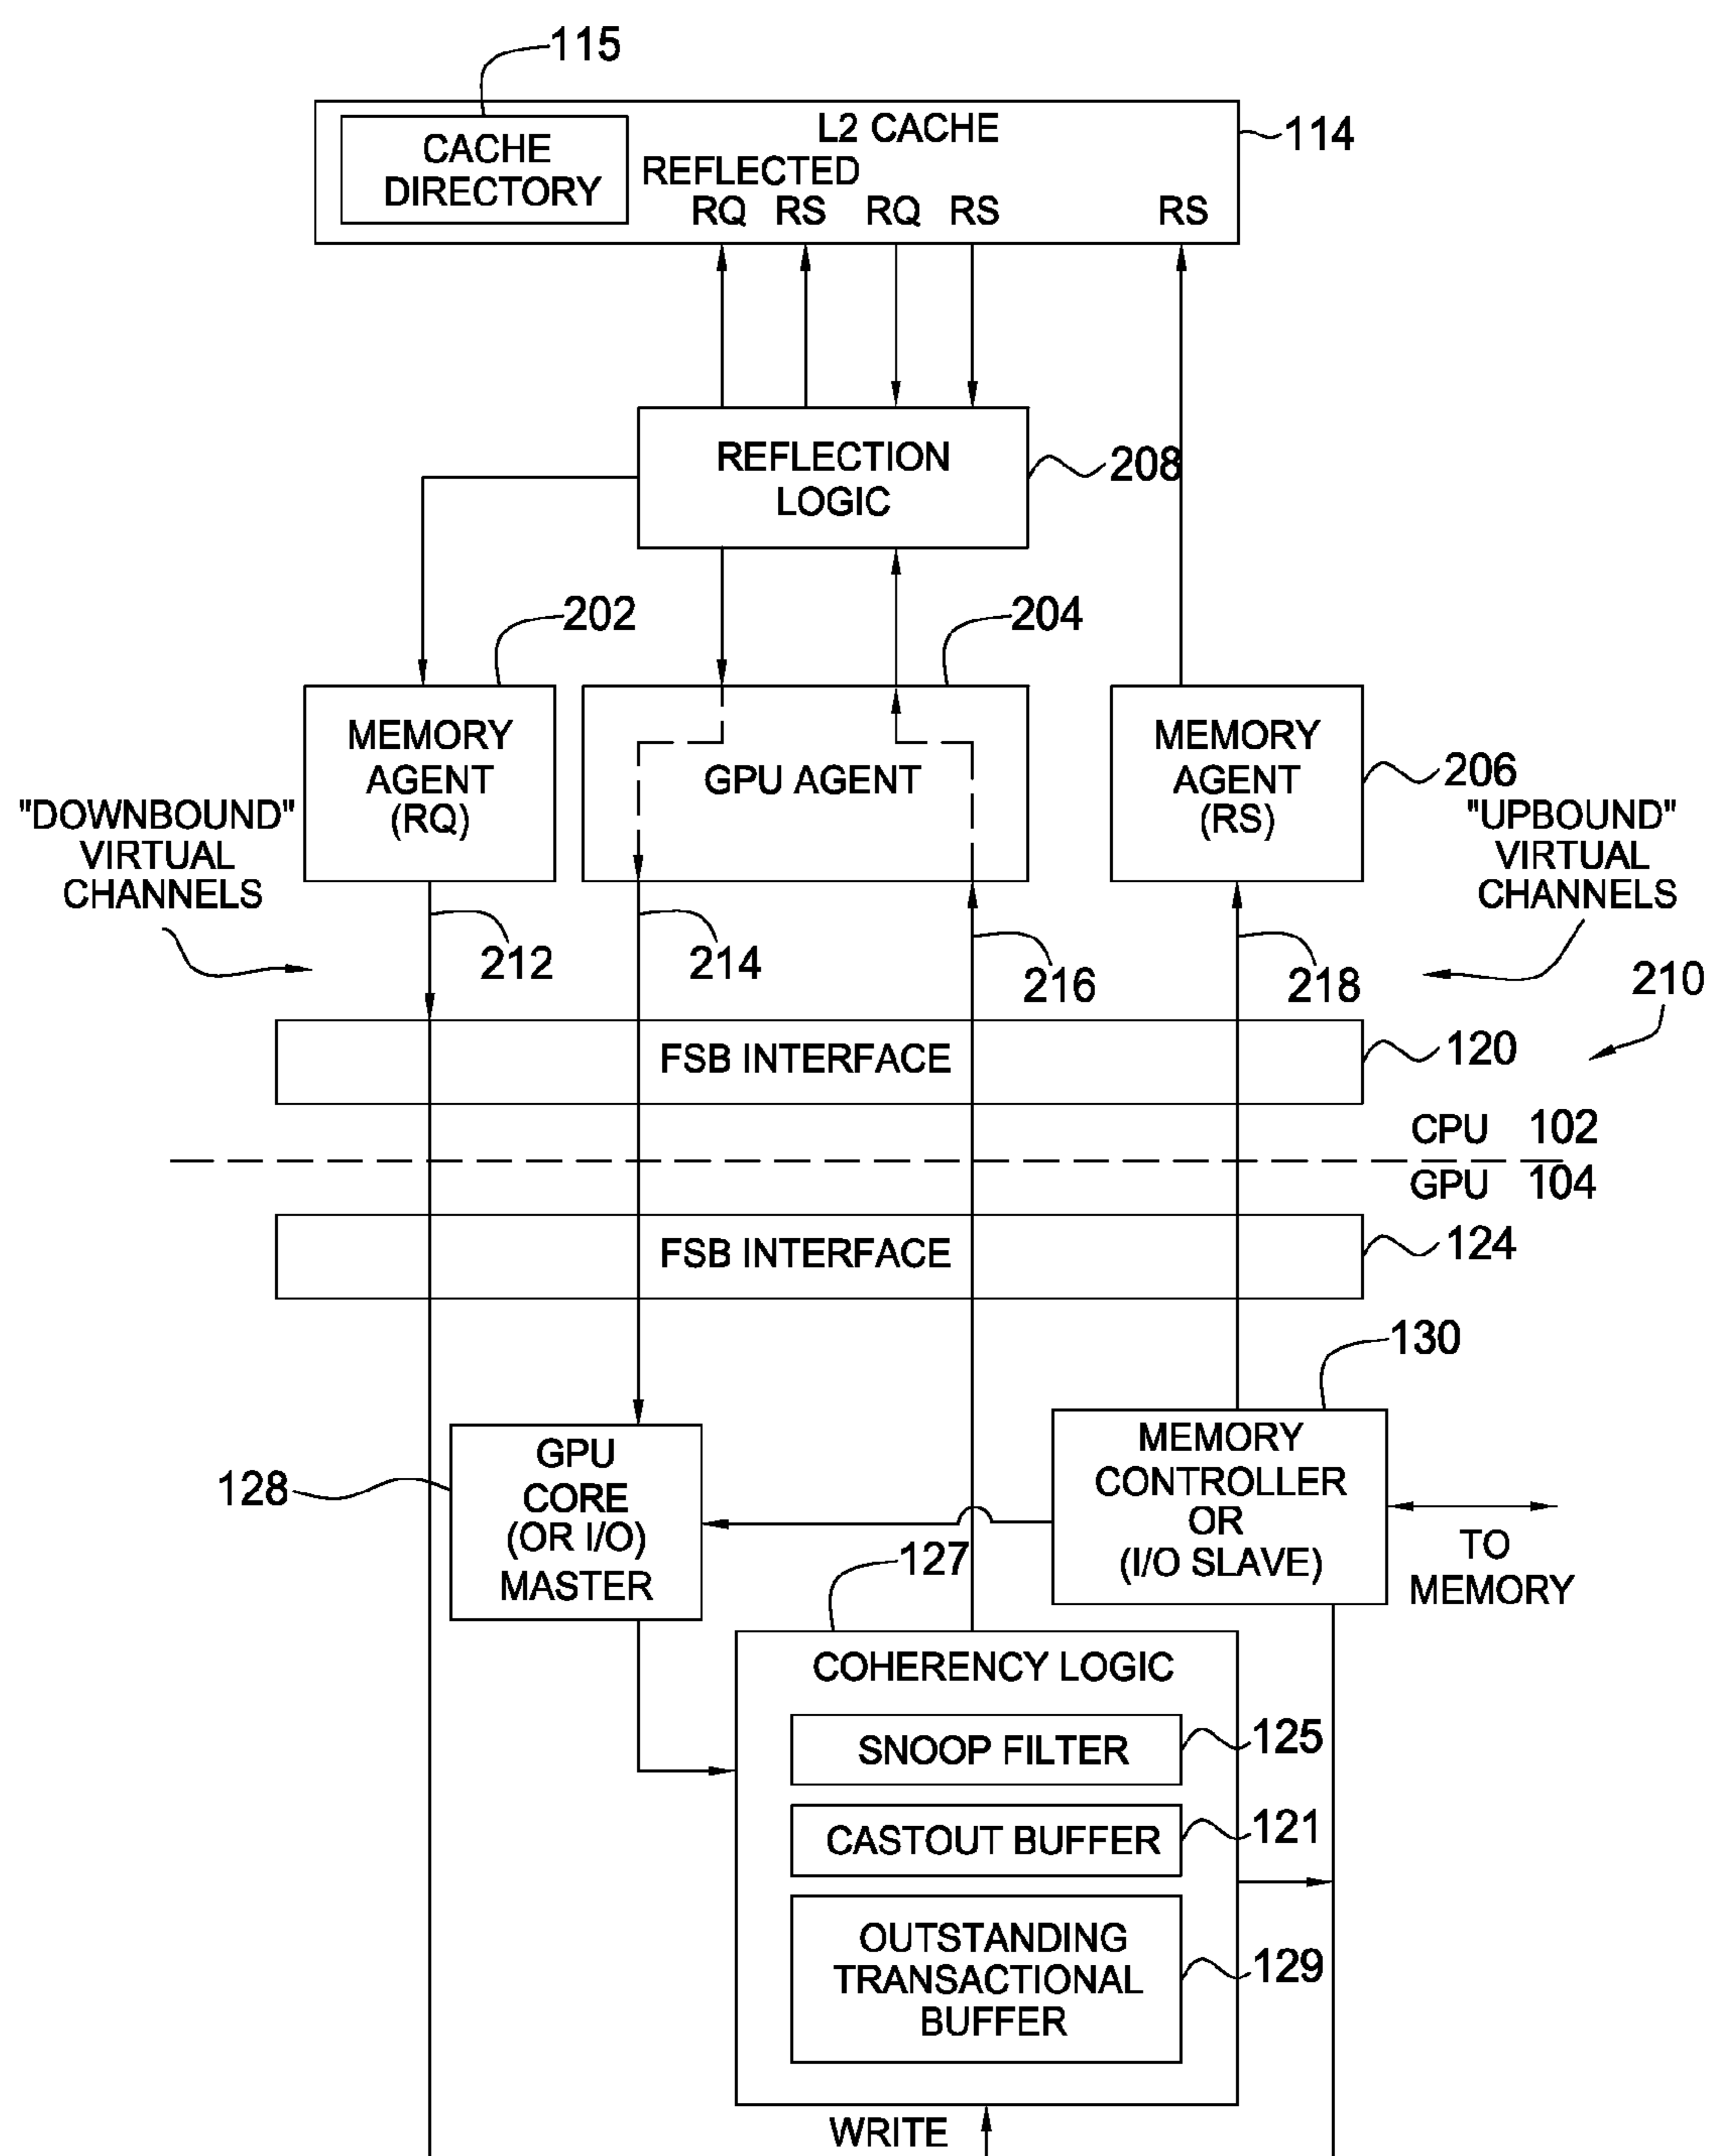 115
L2 CACHE
114
CACHE
DIRECTORY
REFLECTED
RQ RS RQ RS RS
REFLECTION
LOGIC
208
202
204
MEMORY
AGENT
(RQ)
GPU AGENT
MEMORY
AGENT
(RS)
206
"DOWNBOUND"
VIRTUAL
CHANNELS
"UPBOUND"
VIRTUAL
CHANNELS
212
214
216
218
210
FSB INTERFACE
120
CPU 102
GPU 104
FSB INTERFACE
124
130
128
GPU
CORE
(OR I/O)
MASTER
MEMORY
CONTROLLER
OR
(I/O SLAVE)
TO
MEMORY
127
COHERENCY LOGIC
SNOOP FILTER
125
CASTOUT BUFFER
121
OUTSTANDING
TRANSACTIONAL
BUFFER
129
WRITE